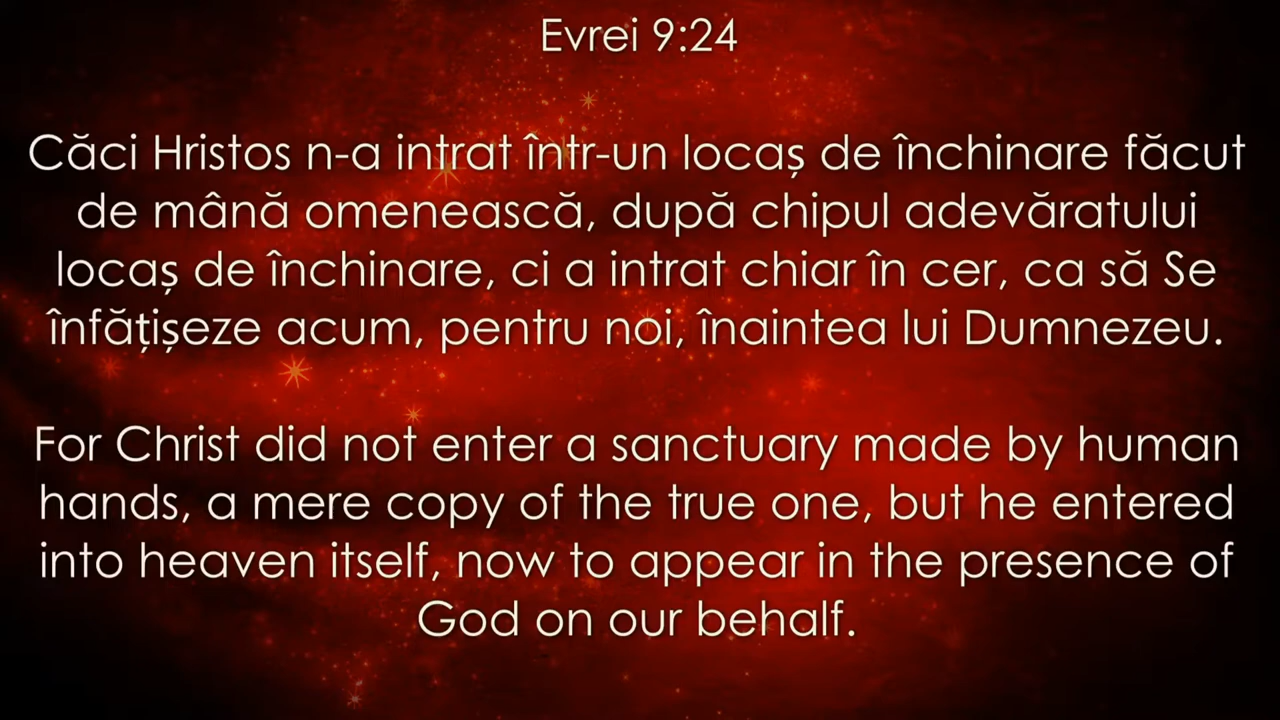 Evrei 9:24
Căci Hristos n-a intrat într-un locaș de închinare făcut
de mână omenească, după chipul adevăratului
locaș de închinare, ci a intrat chiar în cer, ca să Se
înfățișeze acum, pentru noi, înaintea lui Dumnezeu.
For Christ did not enter a sanctuary made by human
hands, a mere copy of the true one, but he entered
into heaven itself, now to appear in the presence of
God on our behalf.